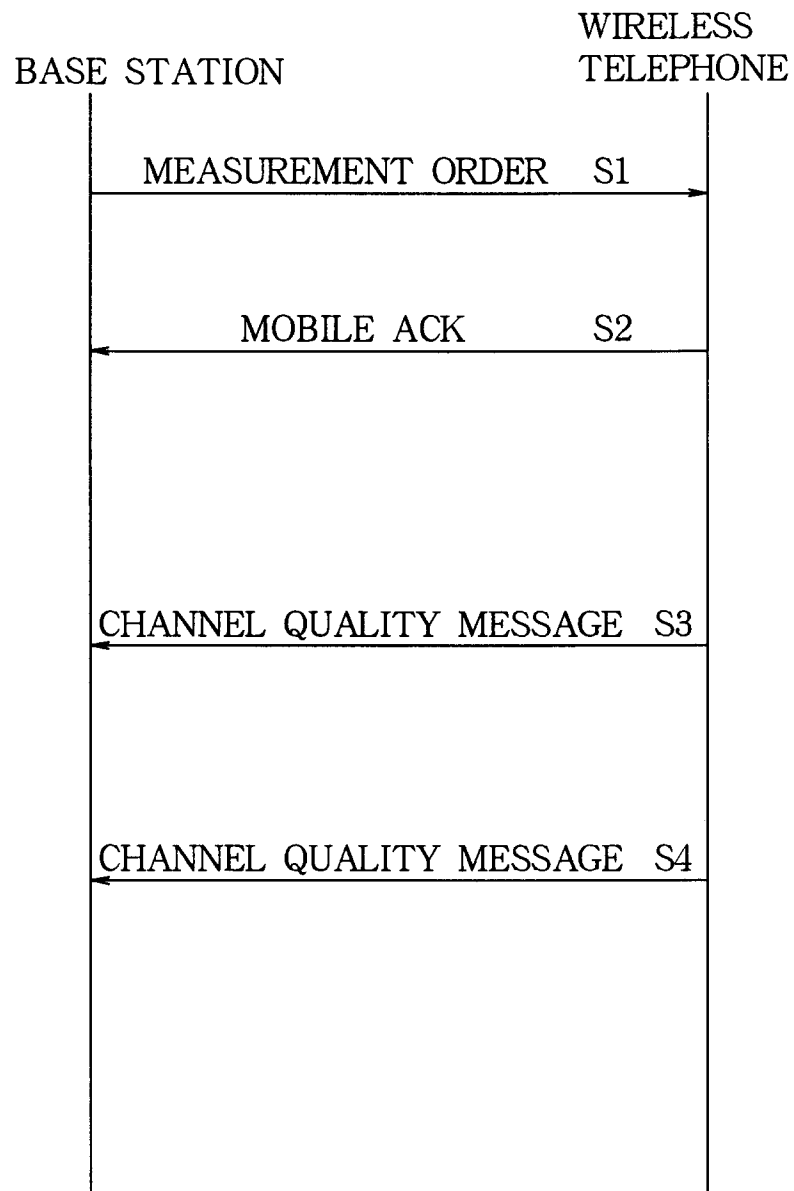 WIRELESS
BASE STATION TELEPHONE
MEASUREMENT ORDER S1
MOBILE ACK S2
CHANNEL QUALITY MESSAGE S3
CHANNEL QUALITY MESSAGE S4